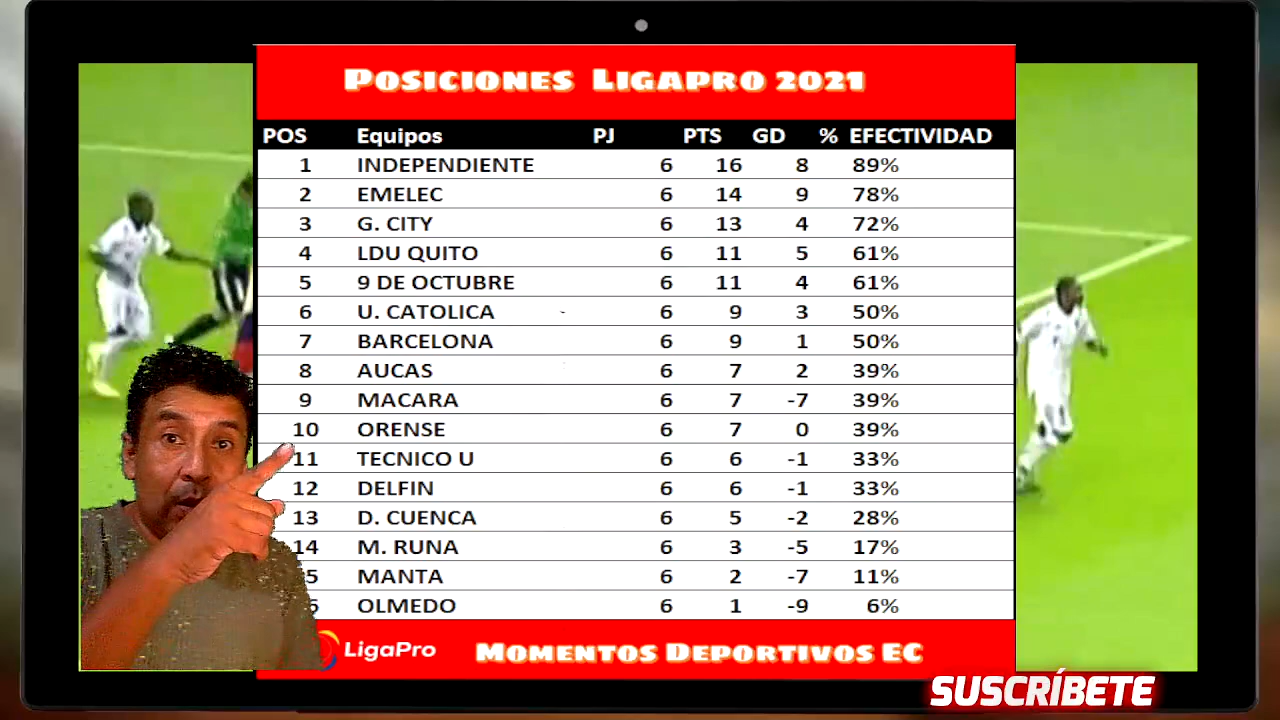 POSICIONES LIGAPRO 2021
POS Equipos PJ PTS GD % EFECTIVIDAD
1 INDEPENDIENTE 6 16 8 89%
2 EMELEC 6 14 9 78%
3 G. CITY 6 13 4 72%
4 LDU QUITO 6 11 5 61%
5 9 DE OCTUBRE 6 11 4 61%
6 U. CATOLICA 6 9 3 50%
7 BARCELONA 6 9 1 50%
8 AUCAS 6 7 2 39%
9 MACARA 6 7 -7 39%
10 ORENSE 6 7 0 39%
11 TECNICO U 6 6 -1 33%
12 DELFIN 6 6 -1 33%
13 D. CUENCA 6 5 -2 28%
14 M. RUNA 6 3 -5 17%
5 MANTA 6 2 -7 11%
6 OLMEDO 6 1 -9 6%
LigaPro MOMENTOS DEPORTIVOS EC
SUSCRÍBETE